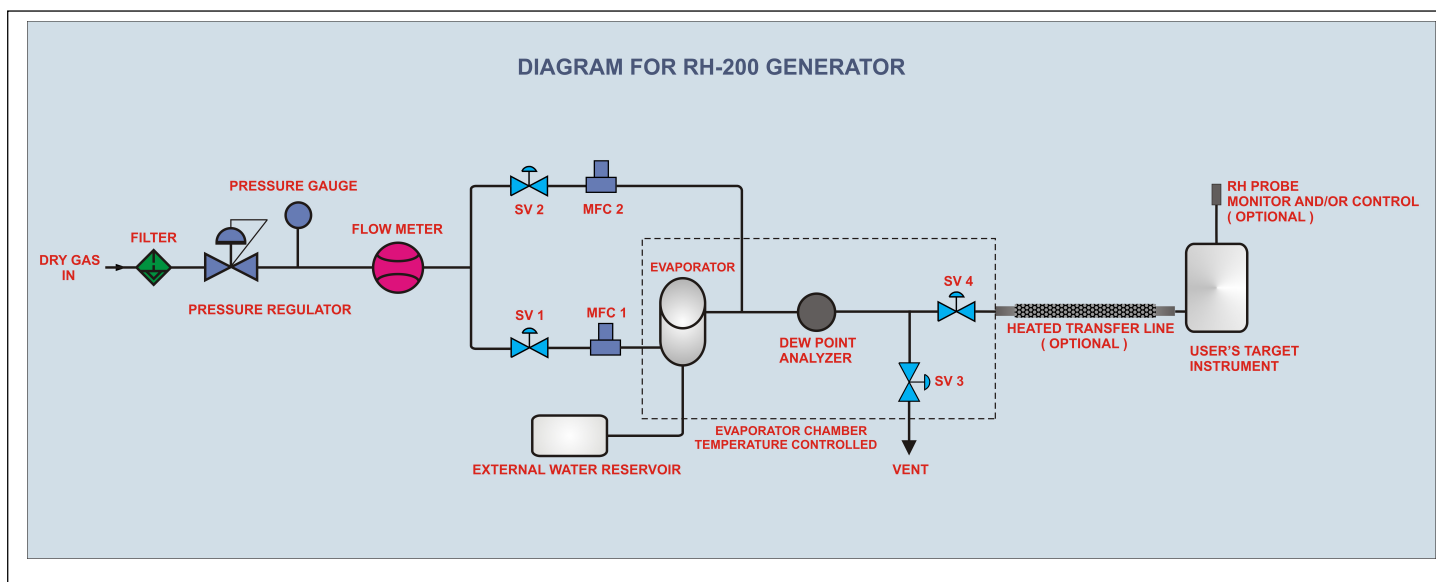 DIAGRAM FOR RH-200 GENERATOR
PRESSURE GAUGE
FILTER
DRY GAS
IN
PRESSURE REGULATOR
FLOW METER
SV 2
MFC 2
SV 1
MFC 1
EVAPORATOR
DEW POINT
ANALYZER
SV 4
SV 3
EVAPORATOR CHAMBER
TEMPERATURE CONTROLLED
VENT
EXTERNAL WATER RESERVOIR
HEATED TRANSFER LINE
( OPTIONAL )
RH PROBE
MONITOR AND/OR CONTROL
( OPTIONAL )
USER'S TARGET
INSTRUMENT